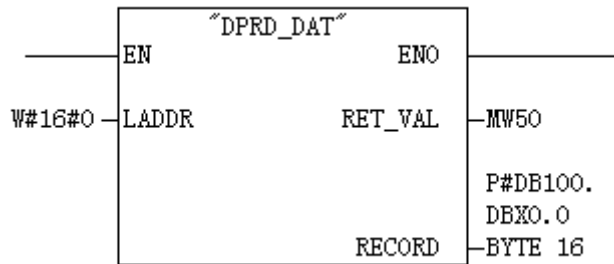 "DPRD_DAT"
EN ENO
W#16#0 LADDR RET_VAL MW50
P#DB100.
DBX0.0
RECORD BYTE 16